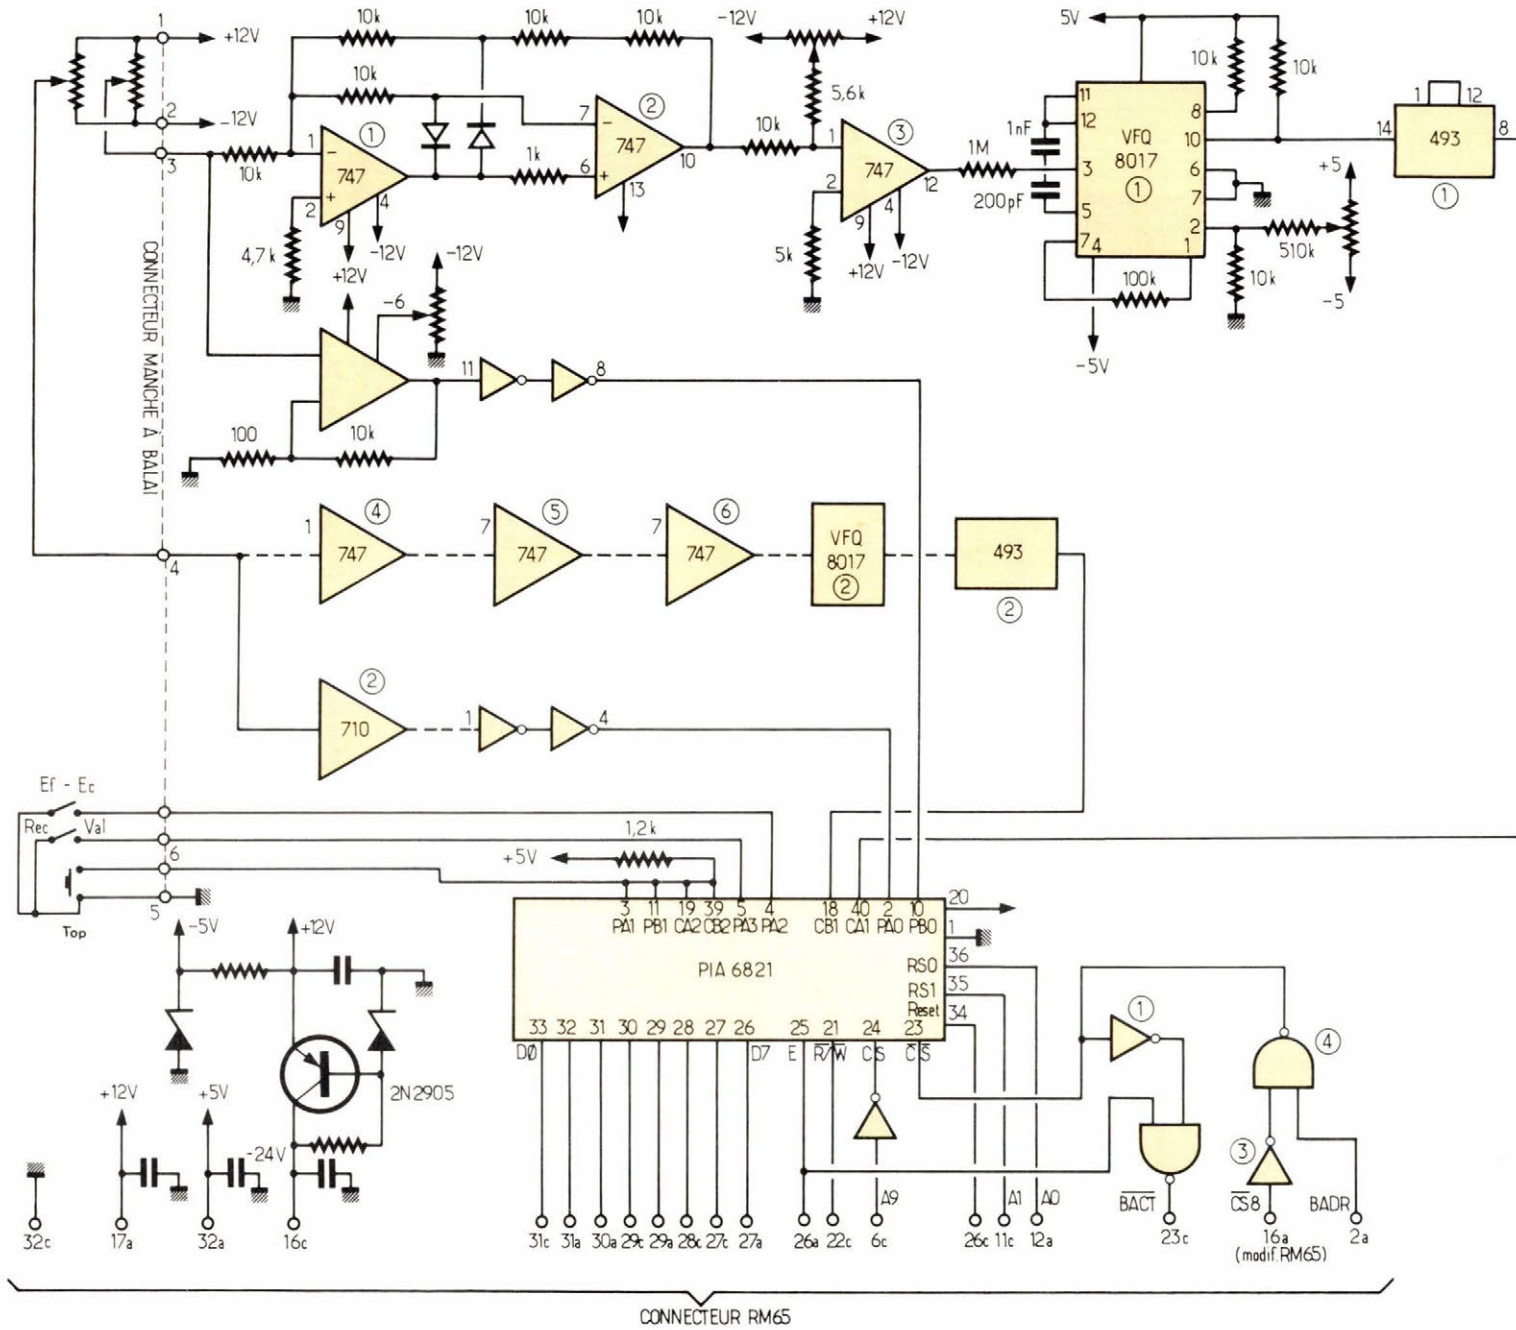 1
+12V
2
-12V
3
10k
10k
10k
10k
10k
1
2
747
①
9
4
+12V
-12V
4,7k
1k
7
6
②
747
10
13
10k
-12V
+12V
5,6k
1
2
③
747
12
9
4
+12V
-12V
5k
1M
1nF
200pF
5V
11
12
3
5
7
4
VFQ
8017
①
8
10
6
7
2
1
10k
10k
100k
-5V
10k
510k
+5
-5
14
1
12
493
8
①
CONNECTEUR MANCHE À BALAI
-6
-12V
11
8
100
10k
4
1
④
747
7
⑤
747
7
⑥
747
VFQ
8017
②
493
②
②
710
1
4
Ef - Ec
Rec
Val
6
5
Top
1,2k
+5V
3
11
19
39
5
4
18
40
2
10
20
PA1
PB1
CA2
CB2
PA3
PA2
CB1
CA1
PA0
PB0
1
PIA 6821
RS0
36
RS1
35
Reset
34
33
32
31
30
29
28
27
26
25
21
24
23
DØ
D7
E
R/W
CS
CS
-5V
+12V
2N2905
+12V
+5V
-24V
①
④
③
A9
A1
A0
BACT
CS8
BADR
32c
17a
32a
16c
31c
31a
30a
29c
29a
28c
27c
27a
26a
22c
6c
26c
11c
12a
23c
16a
2a
(modif.RM65)
CONNECTEUR RM65